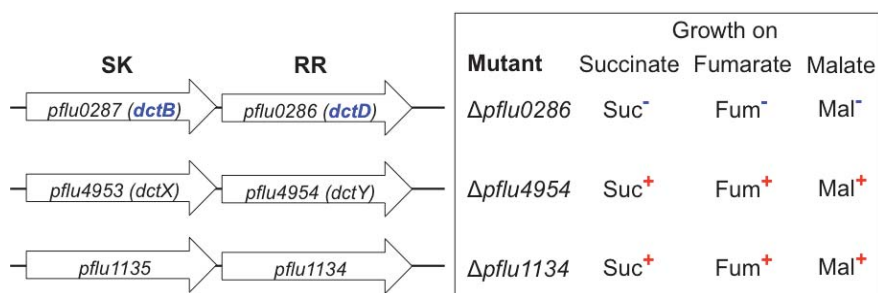 Growth on
SK RR Mutant Succinate Fumarate Malate
pflu0287 (dctB) pflu0286 (dctD) Δpflu0286 Suc⁻ Fum⁻ Mal⁻
pflu4953 (dctX) pflu4954 (dctY) Δpflu4954 Suc⁺ Fum⁺ Mal⁺
pflu1135 pflu1134 Δpflu1134 Suc⁺ Fum⁺ Mal⁺